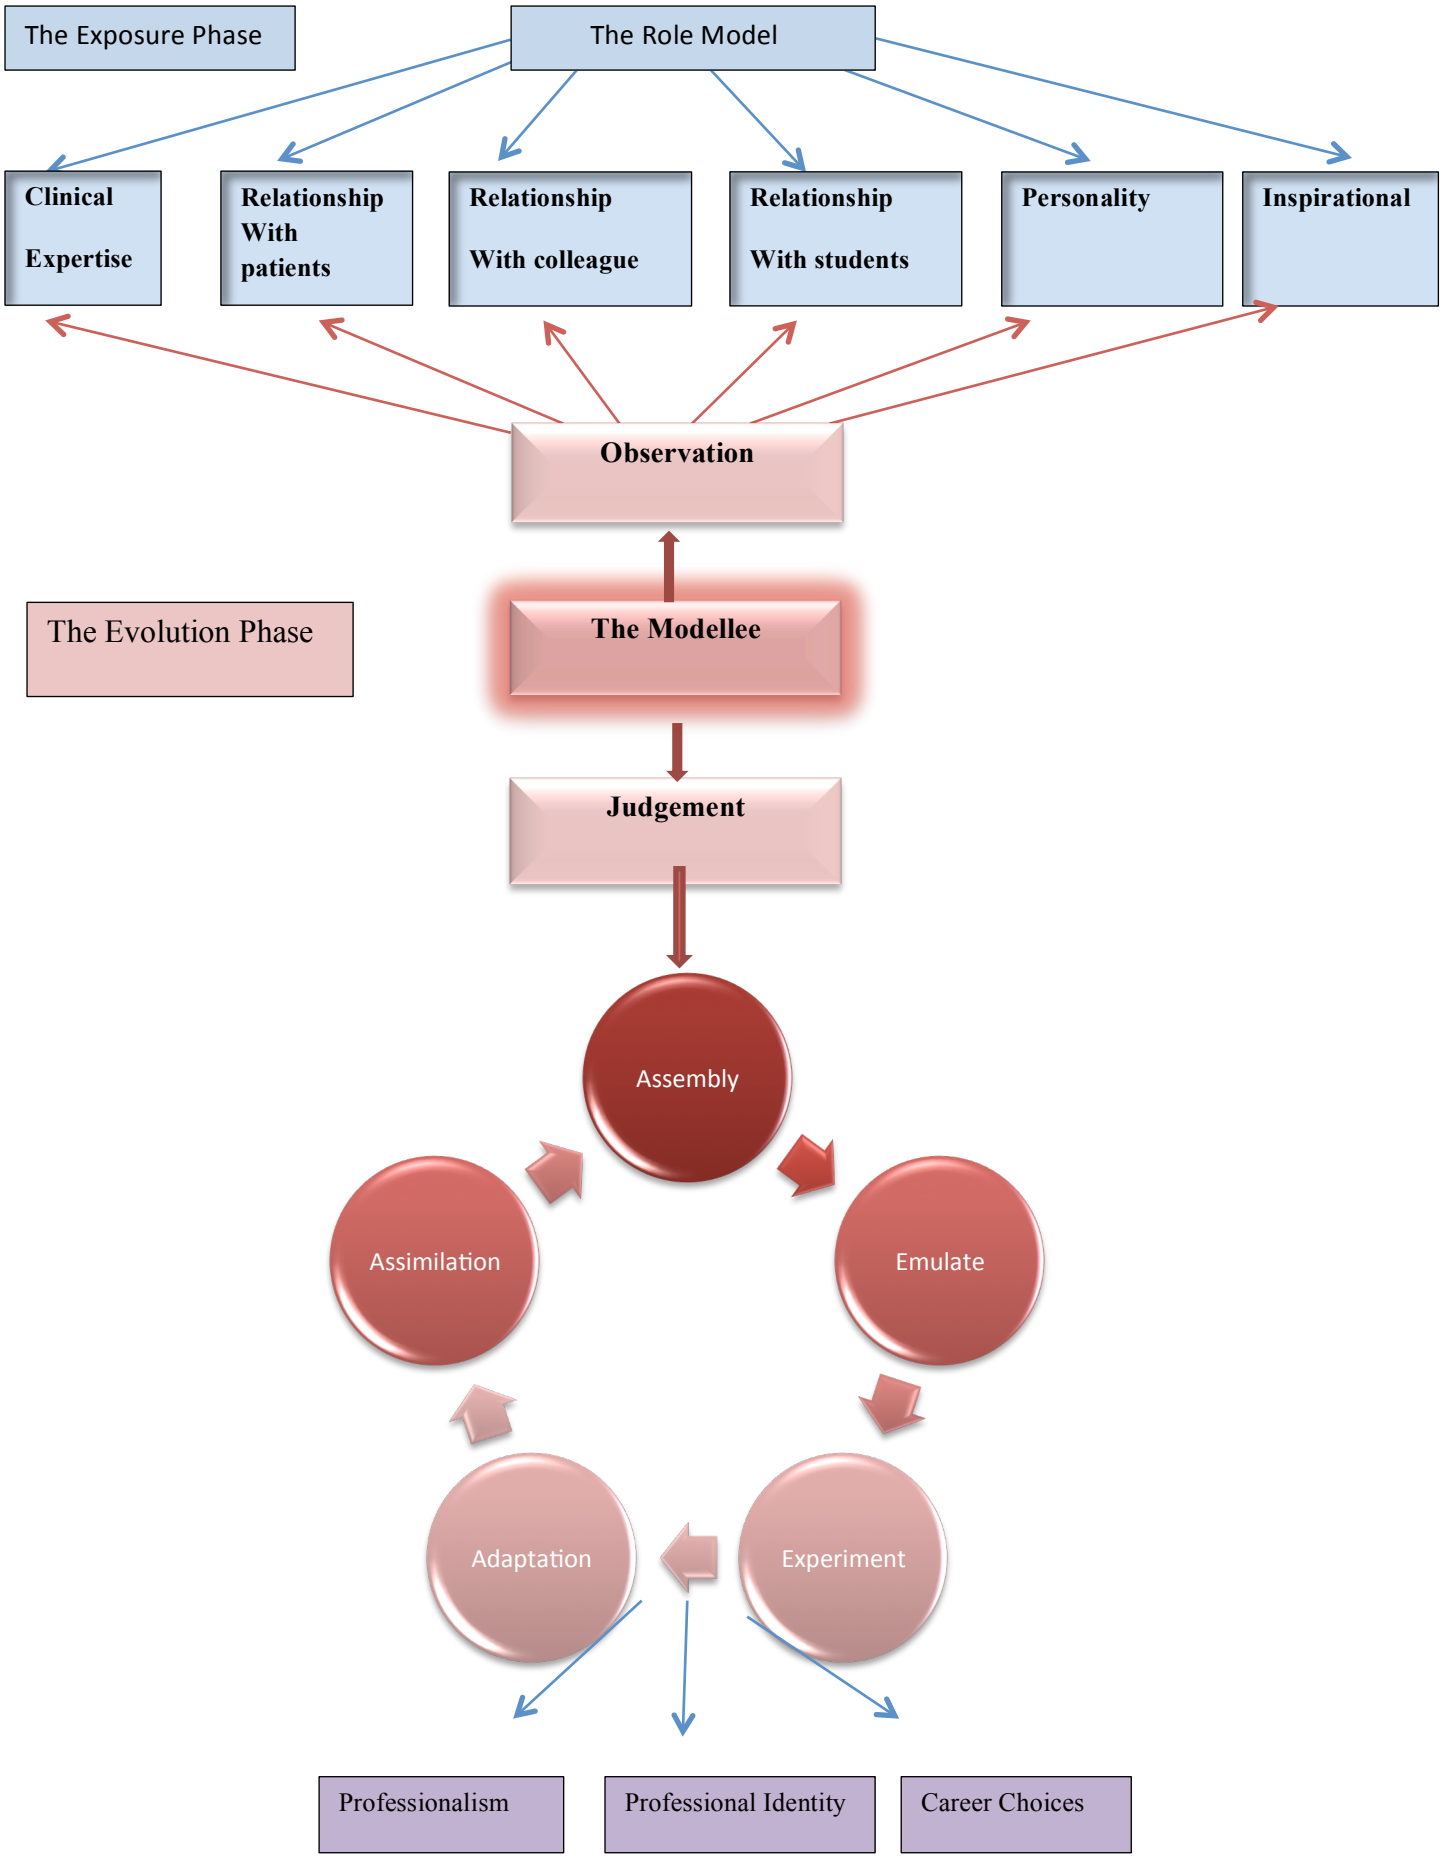 The Exposure Phase
The Role Model
Clinical
Expertise
Relationship
With
patients
Relationship
With colleague
Relationship
With students
Personality
Inspirational
Observation
The Evolution Phase
The Modellee
Judgement
Assembly
Assimilation
Emulate
Adaptation
Experiment
Professionalism
Professional Identity
Career Choices